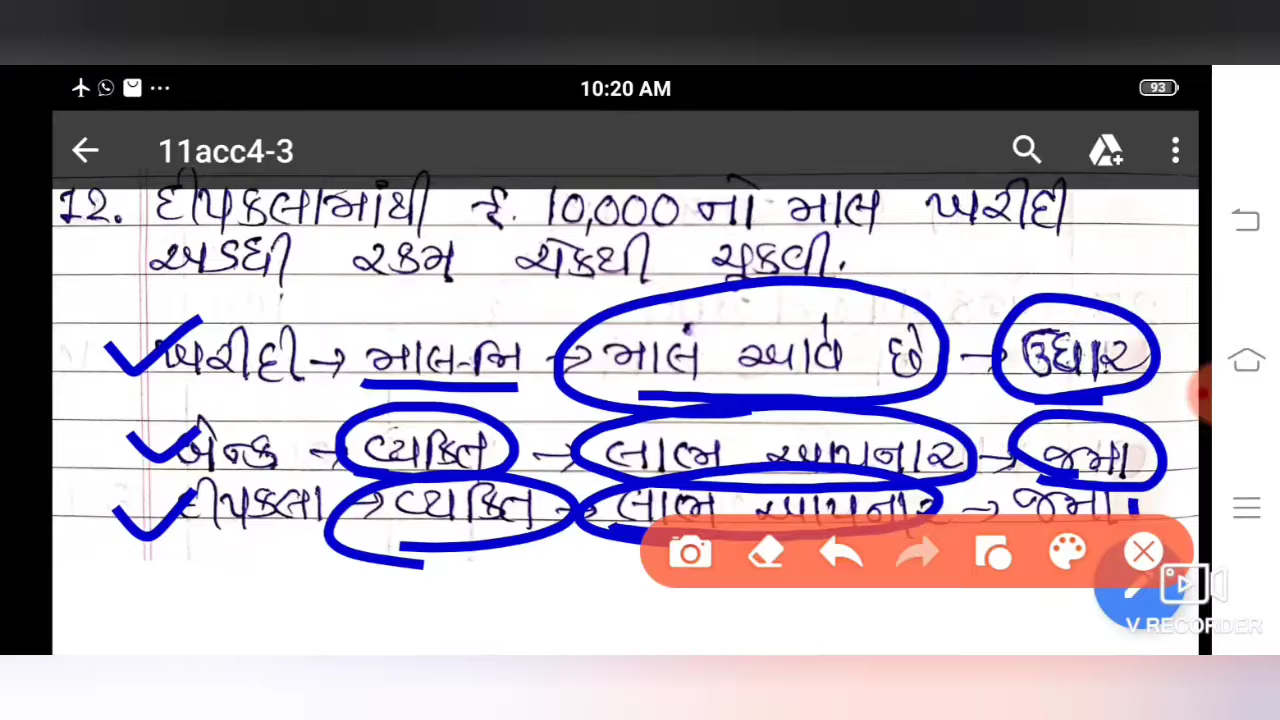 10:20 AM
93
11acc4-3
12. દીપકલામાંથી રૂ. 10,000 નો માલ ખરીદી
અડધી રકમ ચેકથી ચૂકવી.
ખરીદી → માલ-મિ → માલ આવે છે → ઉધાર
બેન્ક → વ્યકિત → લાભ આપનાર → જમા
દીપકલા → વ્યકિત → લાભ આપનાર → જમા
V RECORDER